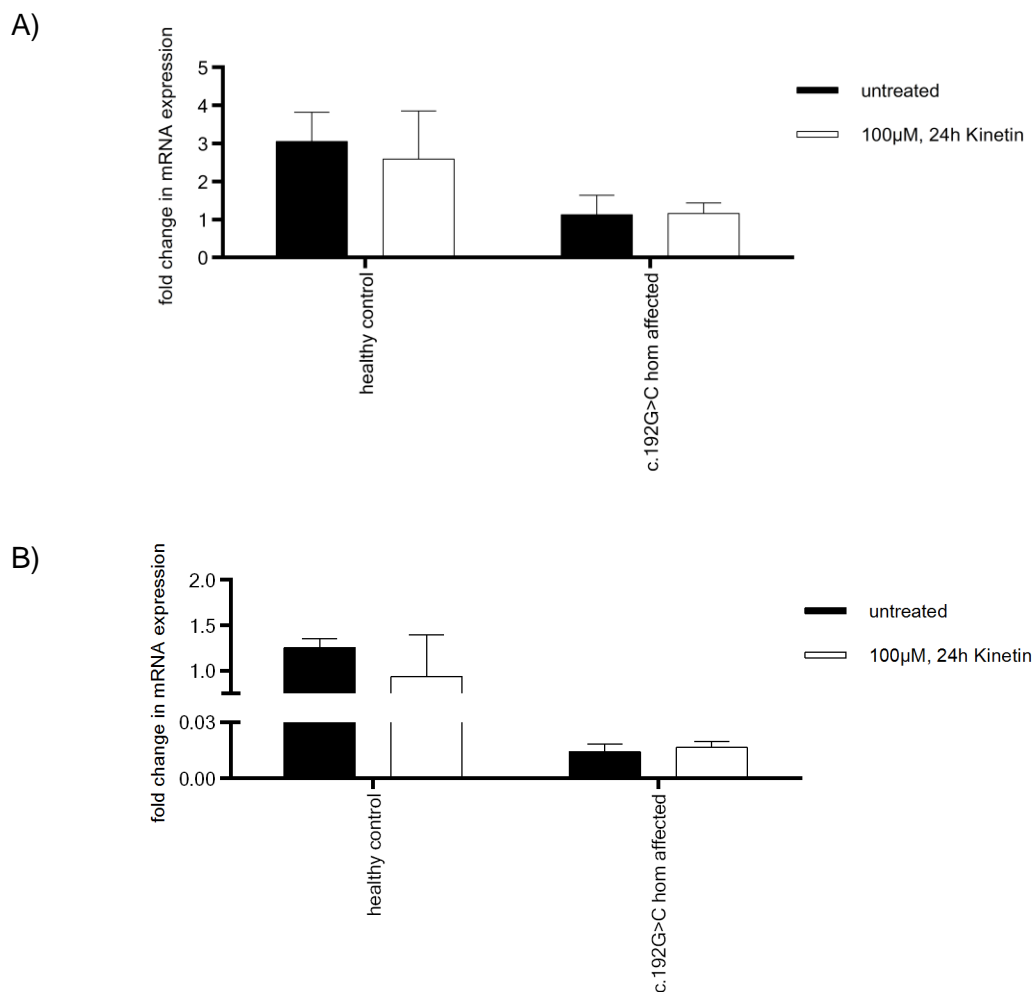 A)
fold change in mRNA expression
5
4
3
2
1
0
untreated
100µM, 24h Kinetin
healthy control
c.192G>C hom affected
B)
fold change in mRNA expression
2.0
1.5
1.0
0.03
0.00
untreated
100µM, 24h Kinetin
healthy control
c.192G>C hom affected